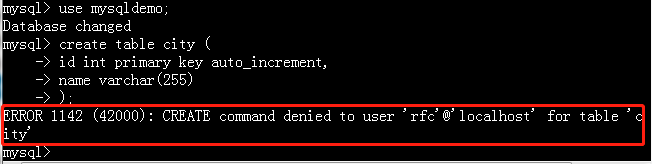 mysql> use mysqldemo;
Database changed
mysql> create table city (
    -> id int primary key auto_increment,
    -> name varchar(255)
    -> );
ERROR 1142 (42000): CREATE command denied to user 'rfc'@'localhost' for table 'c
ity'
mysql>